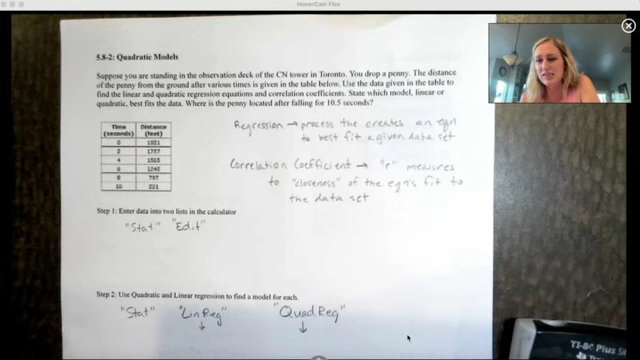 HoverCam Flex
5.8-2: Quadratic Models
Suppose you are standing in the observation deck of the CN tower in Toronto. You drop a penny. The distance
of the penny from the ground after various times is given in the table below. Use the data given in the table to
find the linear and quadratic regression equations and correlation coefficients. State which model, linear or
quadratic, best fits the data. Where is the penny located after falling for 10.5 seconds?
Time (seconds) Distance (feet)
0 1821
2 1757
4 1565
6 1245
8 797
10 221
Regression → process the creates an eqn
to best fit a given data set
Correlation Coefficient → "r" measures
to "closeness" of the eqn's fit to
the data set
Step 1: Enter data into two lists in the calculator
"Stat" "Edit"
Step 2: Use Quadratic and Linear regression to find a model for each.
"Stat" "LinReg" "QuadReg"
↓ ↓
Plus